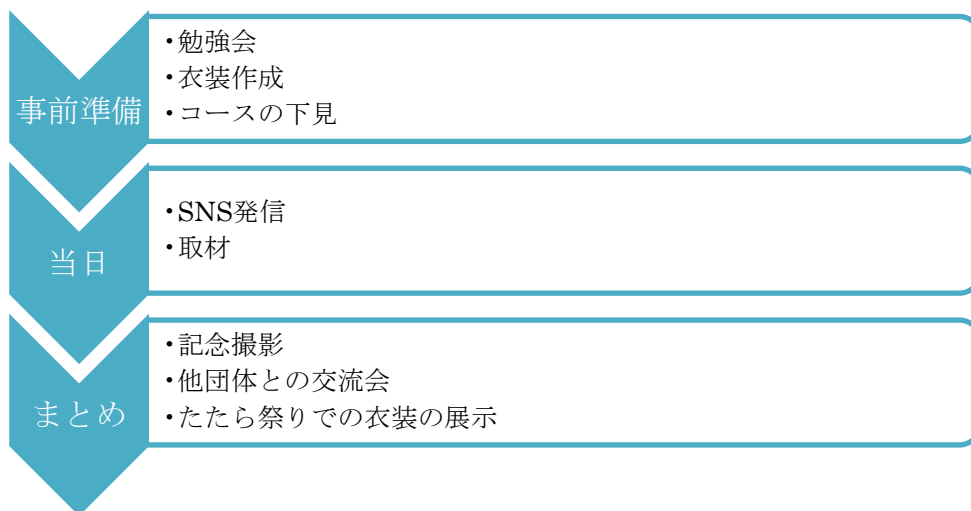 事前準備
・勉強会
・衣装作成
・コースの下見
当日
・SNS発信
・取材
まとめ
・記念撮影
・他団体との交流会
・たたら祭りでの衣装の展示